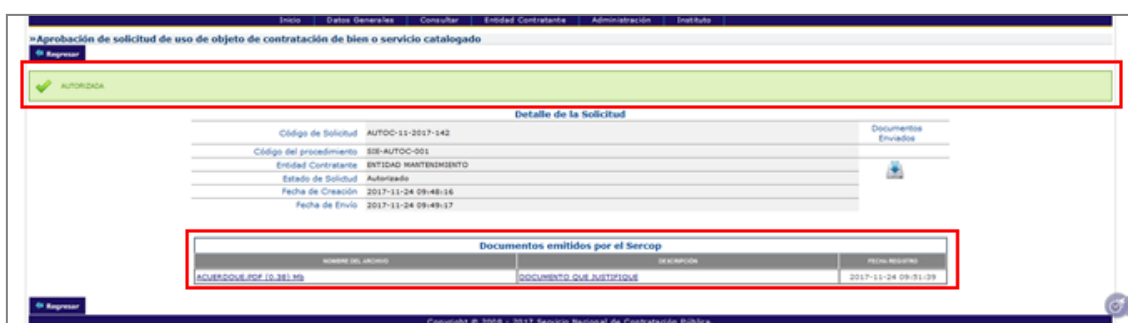 Inicio Datos Generales Consultar Entidad Contratante Administración Instituto
»Aprobación de solicitud de uso de objeto de contratación de bien o servicio catalogado
Regresar
AUTORIZADA
Detalle de la Solicitud
Código de Solicitud AUTOC-11-2017-142
Documentos Enviados
Código del procedimiento SIE-AUTOC-001
Entidad Contratante ENTIDAD MANTENIMIENTO
Estado de Solicitud Autorizado
Fecha de Creación 2017-11-24 09:48:16
Fecha de Envío 2017-11-24 09:49:17
Documentos emitidos por el Sercop
NOMBRE DEL ARCHIVO DESCRIPCIÓN FECHA REGISTRO
ACUERDOUE.PDF (0.38) Mb DOCUMENTO QUE JUSTIFIQUE 2017-11-24 09:51:39
Regresar
Copyright © 2008 - 2017 Servicio Nacional de Contratación Pública